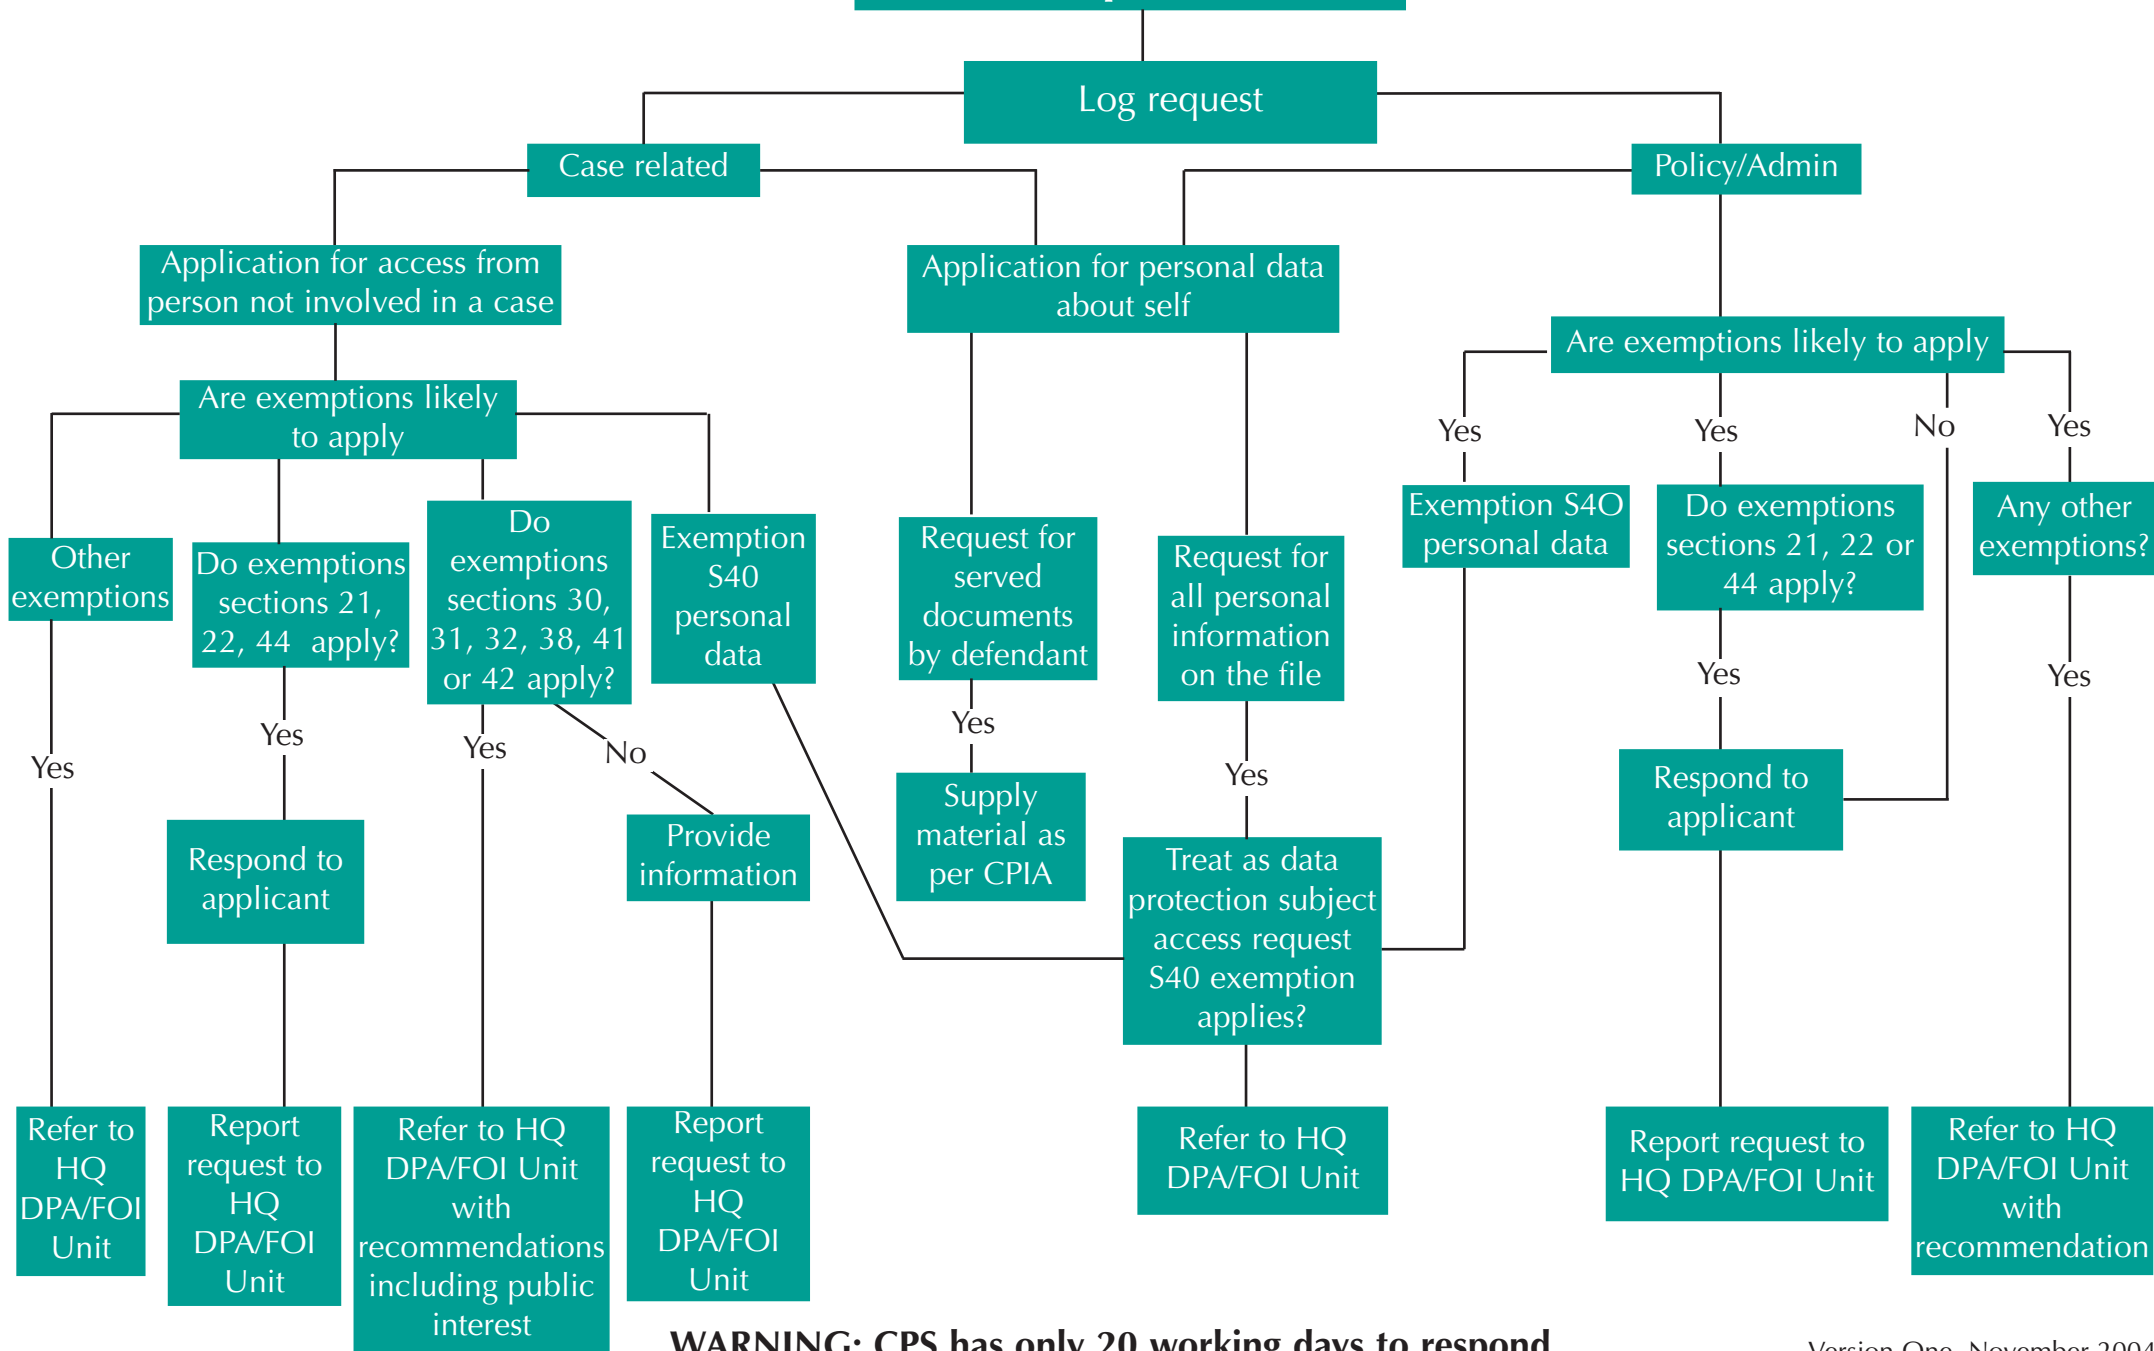 Log request
Case related
Policy/Admin
Application for access from
person not involved in a case
Application for personal data
about self
Are exemptions likely to apply
Are exemptions likely
to apply
Yes
Yes
No
Yes
Other
exemptions
Do exemptions
sections 21,
22, 44 apply?
Do
exemptions
sections 30,
31, 32, 38, 41
or 42 apply?
Exemption
S40
personal
data
Request for
served
documents
by defendant
Request for
all personal
information
on the file
Exemption S4O
personal data
Do exemptions
sections 21, 22 or
44 apply?
Any other
exemptions?
Yes
Yes
Yes
No
Yes
Yes
Yes
Yes
Respond to
applicant
Provide
information
Supply
material as
per CPIA
Treat as data
protection subject
access request
S40 exemption
applies?
Respond to
applicant
Refer to
HQ
DPA/FOI
Unit
Report
request to
HQ
DPA/FOI
Unit
Refer to HQ
DPA/FOI Unit
with
recommendations
including public
interest
Report
request to
HQ
DPA/FOI
Unit
Refer to HQ
DPA/FOI Unit
Report request to
HQ DPA/FOI Unit
Refer to HQ
DPA/FOI Unit
with
recommendation
WARNING: CPS has only 20 working days to respond
Version One, November 2004